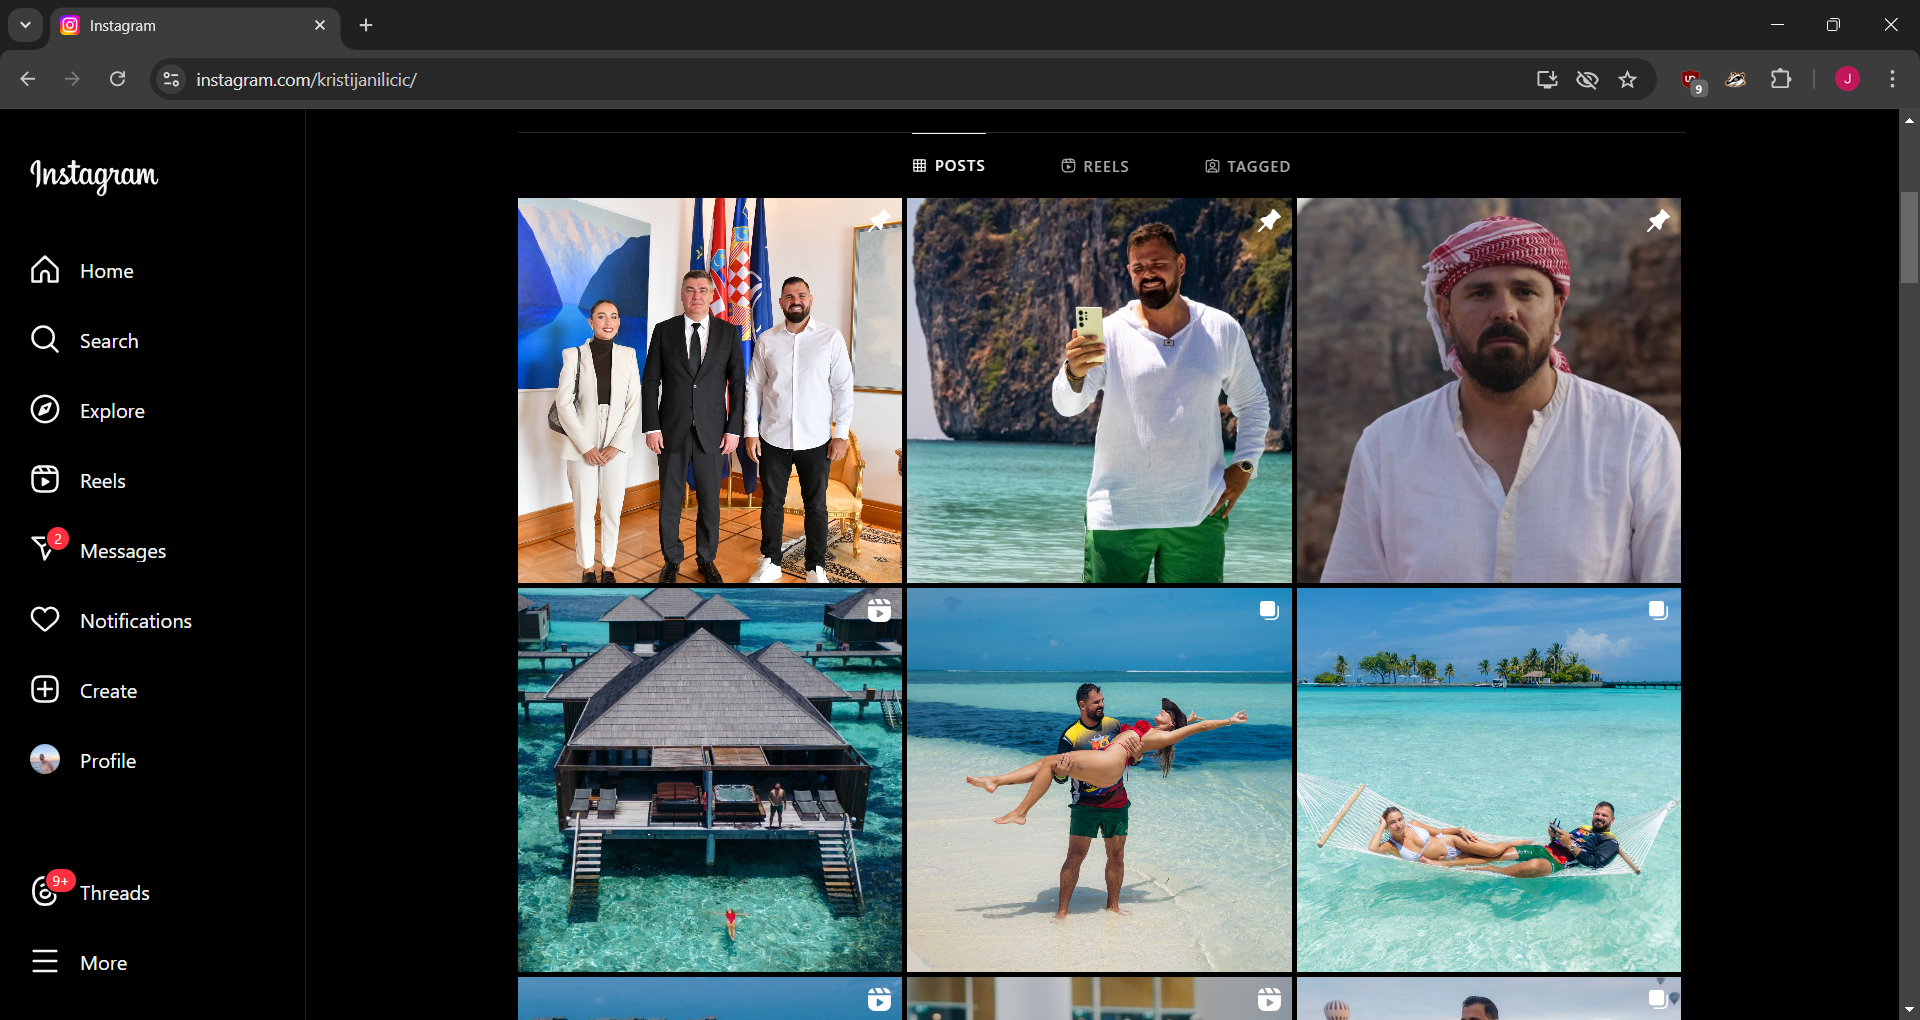 Instagram
instagram.com/kristijanilicic/
9
J
Instagram
POSTS
REELS
TAGGED
Home
Search
Explore
Reels
2
Messages
Notifications
Create
Profile
9+
Threads
More